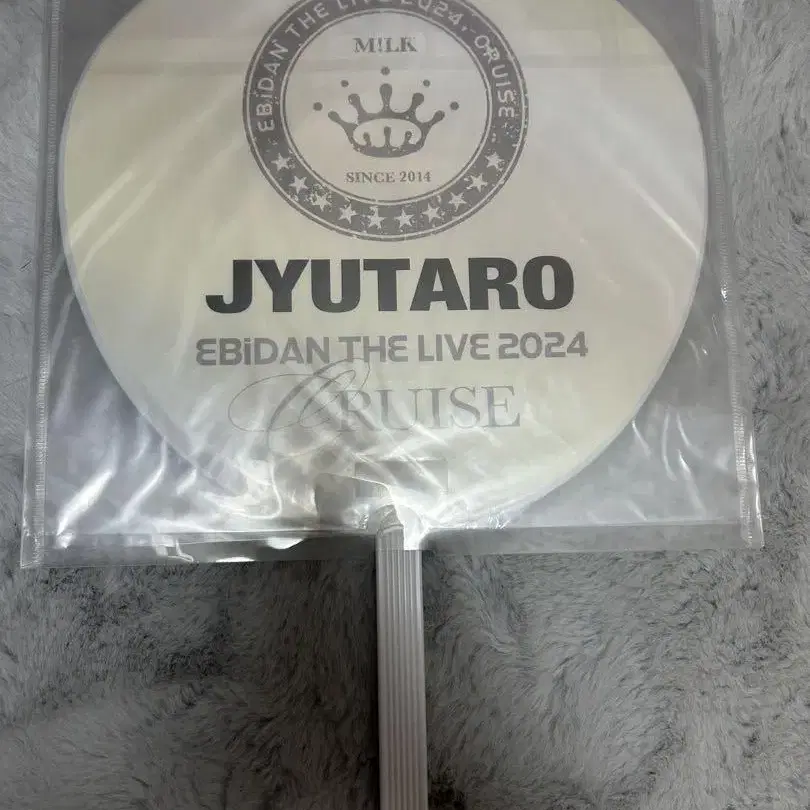 EBiDAN THE LIVE 2024. CRUISE
M!LK
SINCE 2014
JYUTARO
EBiDAN THE LIVE 2024
CRUISE